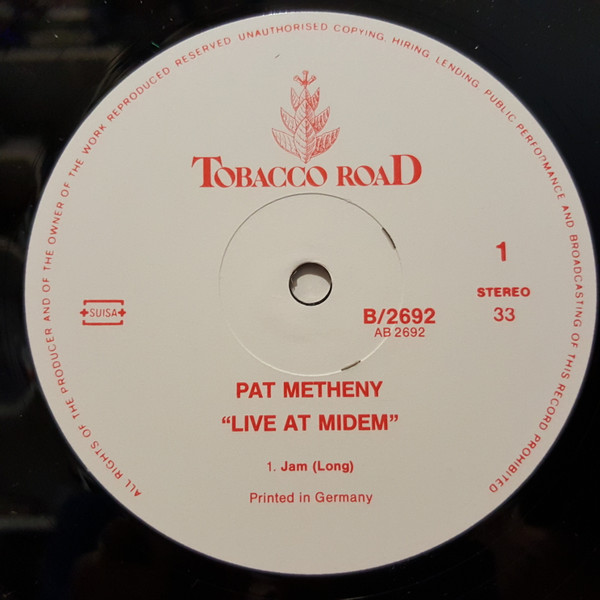 ALL RIGHTS OF THE PRODUCER AND OF THE OWNER OF THE WORK REPRODUCED RESERVED UNAUTHORISED COPYING, HIRING, LENDING, PUBLIC PERFORMANCE AND BROADCASTING OF THIS RECORD PROHIBITED
TOBACCO ROAD
1
SUISA
STEREO
33
B/2692
AB 2692
PAT METHENY
“LIVE AT MIDEM”
1. Jam (Long)
Printed in Germany